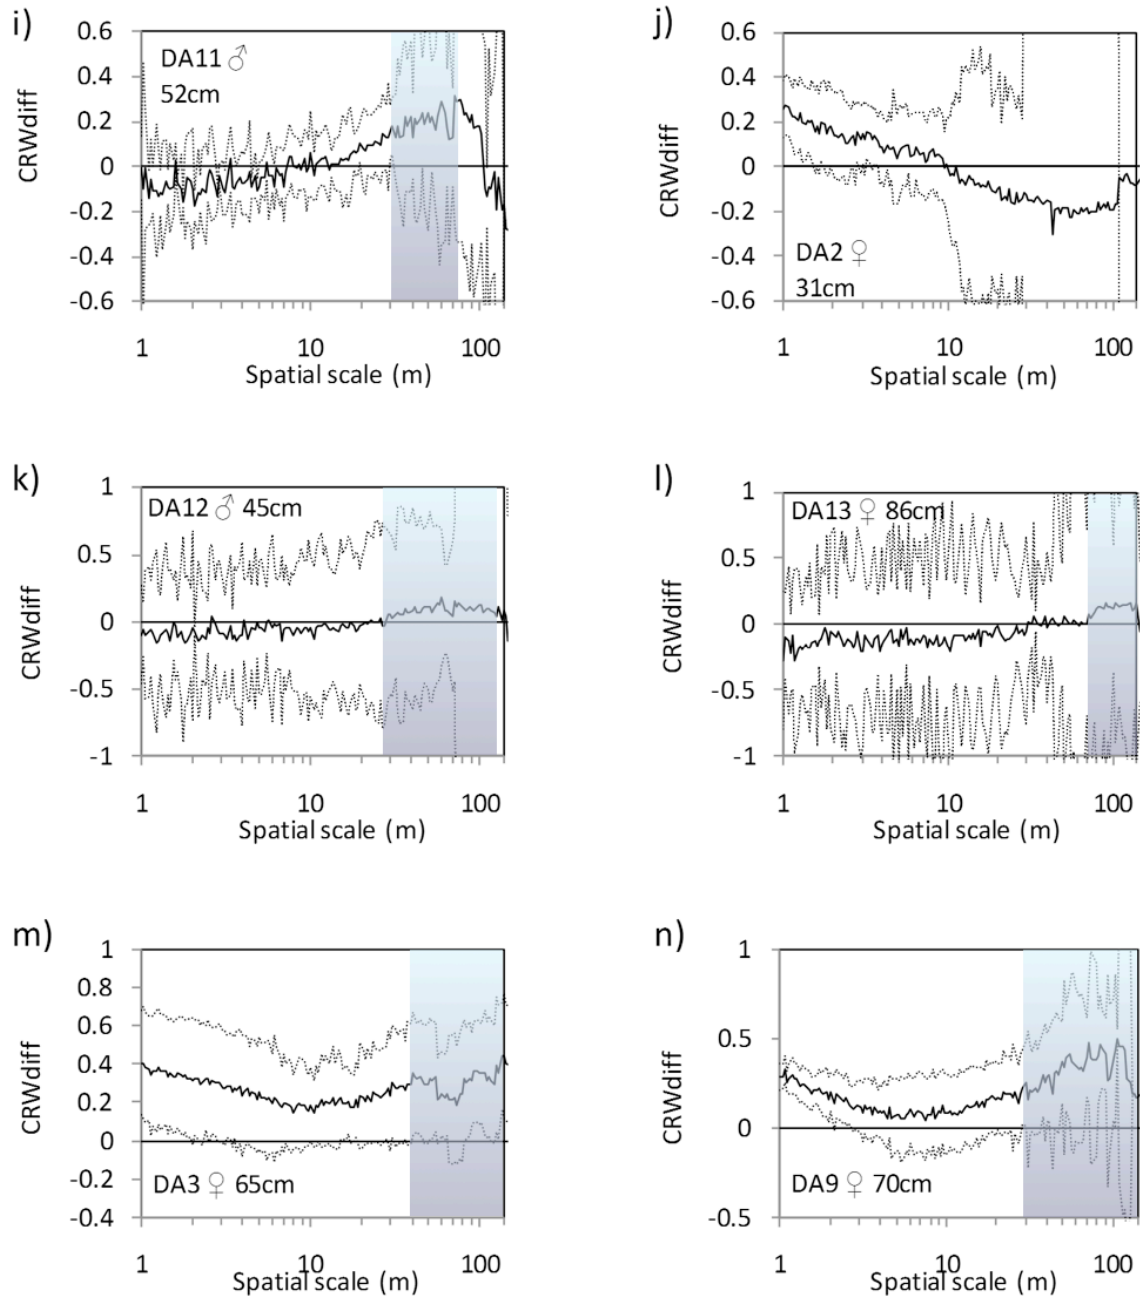 i)
0.6
0.4
0.2
0
-0.2
-0.4
-0.6
CRWdiff
DA11 ♂
52cm
1 10 100
Spatial scale (m)
j)
0.6
0.4
0.2
0
-0.2
-0.4
-0.6
CRWdiff
DA2 ♀
31cm
1 10 100
Spatial scale (m)
k)
1
0.5
0
-0.5
-1
CRWdiff
DA12 ♂ 45cm
1 10 100
Spatial scale (m)
l)
1
0.5
0
-0.5
-1
CRWdiff
DA13 ♀ 86cm
1 10 100
Spatial scale (m)
m)
1
0.8
0.6
0.4
0.2
0
-0.2
-0.4
CRWdiff
DA3 ♀ 65cm
1 10 100
Spatial scale (m)
n)
1
0.5
0
-0.5
CRWdiff
DA9 ♀ 70cm
1 10 100
Spatial scale (m)